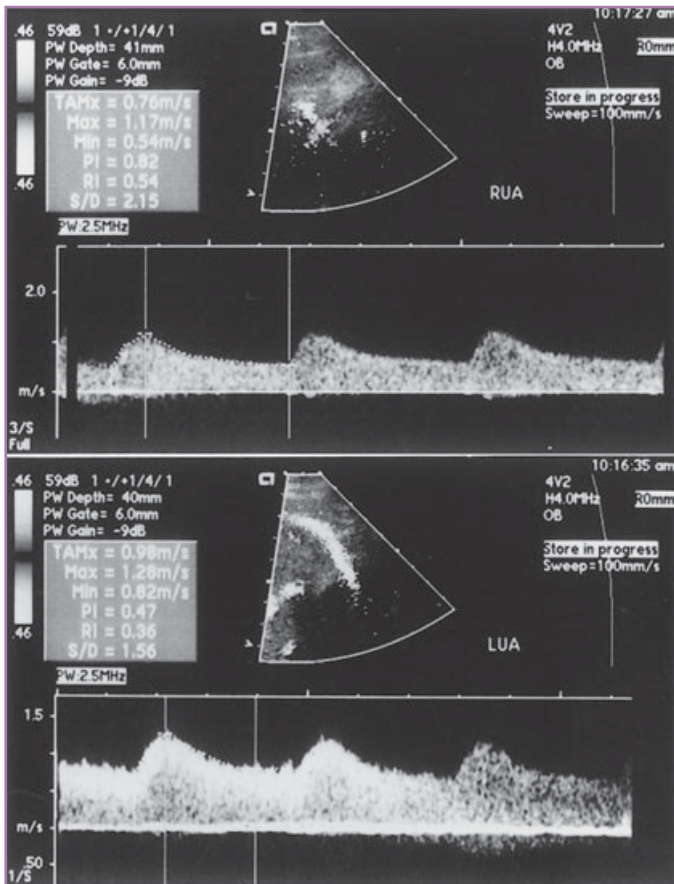 .46
59dB 1 +/+1/4/ 1
PW Depth= 41mm
PW Gate= 6.0mm
PW Gain= -9dB
TAMx = 0.76m/s
Max = 1.17m/s
Min = 0.54m/s
PI = 0.82
RI = 0.54
S/D = 2.15
.46
PW:2.5MHz
10:17:27 am
4V2
H4.0MHz R0mm
OB
Store in progress
Sweep=100mm/s
RUA
2.0
m/s
3/S
Full
.46
59dB 1 +/+1/4/ 1
PW Depth= 40mm
PW Gate= 6.0mm
PW Gain= -9dB
TAMx = 0.98m/s
Max = 1.28m/s
Min = 0.82m/s
PI = 0.47
RI = 0.36
S/D = 1.56
.46
PW:2.5MHz
10:16:35 am
4V2
H4.0MHz R0mm
OB
Store in progress
Sweep=100mm/s
LUA
1.5
m/s
.50
1/S